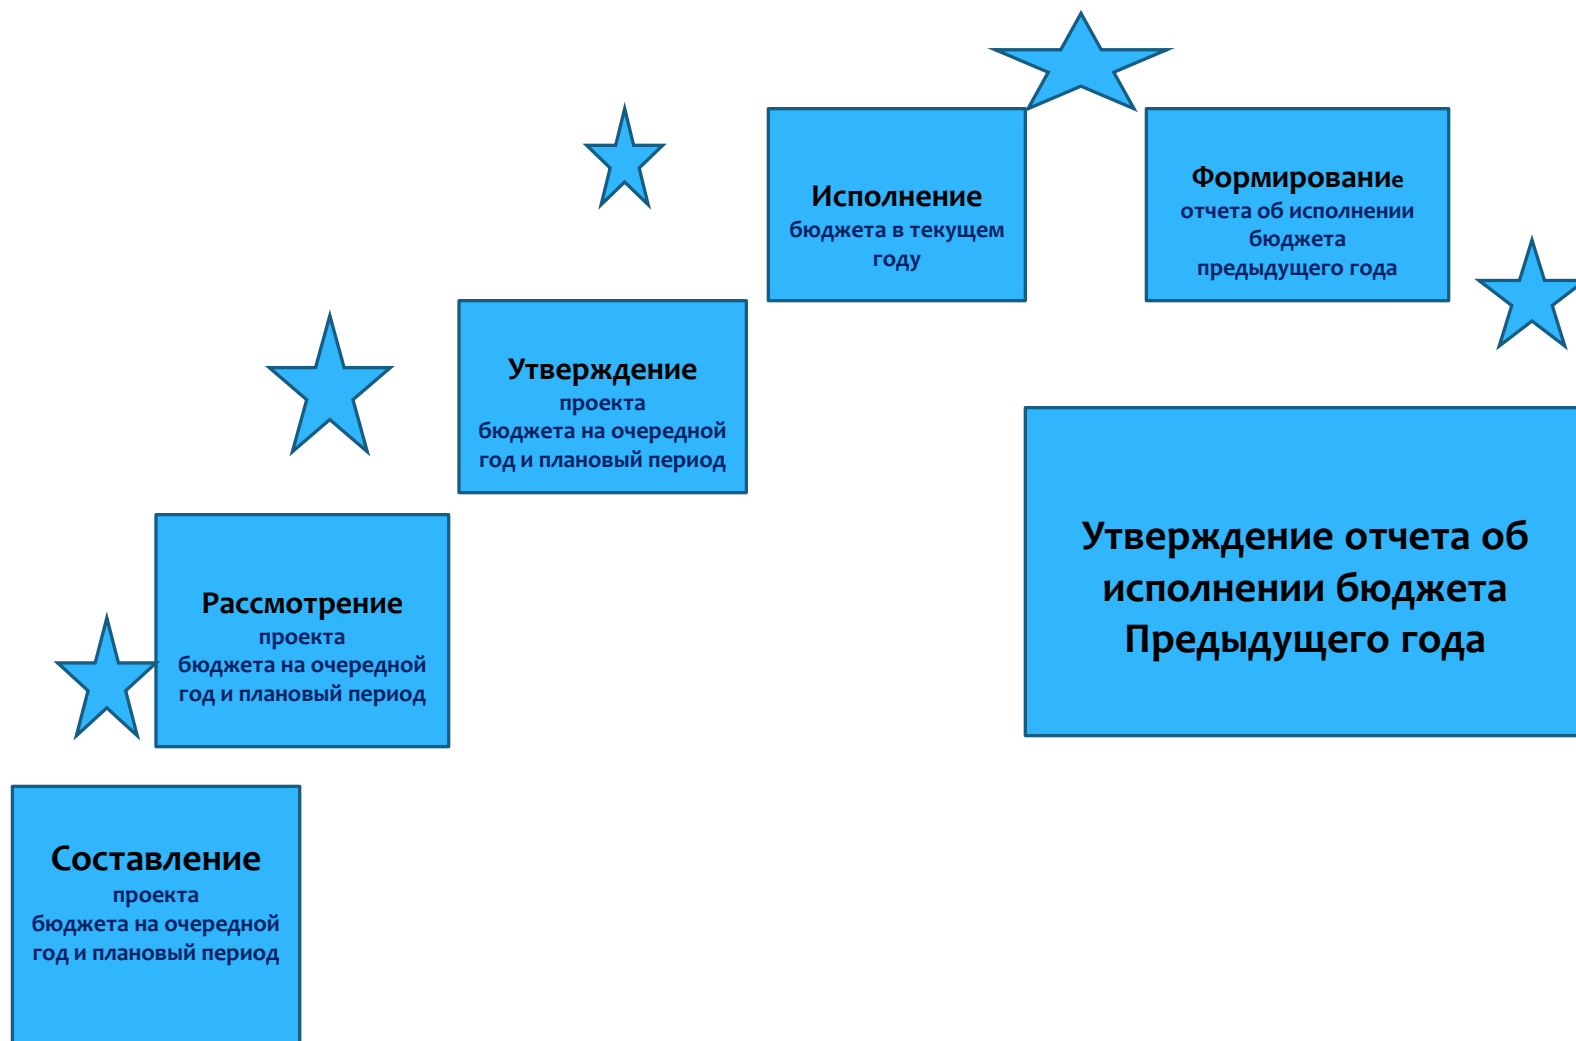 Составление
проекта
бюджета на очередной
год и плановый период
Рассмотрение
проекта
бюджета на очередной
год и плановый период
Утверждение
проекта
бюджета на очередной
год и плановый период
Исполнение
бюджета в текущем
году
Формирование
отчета об исполнении
бюджета
предыдущего года
Утверждение отчета об
исполнении бюджета
Предыдущего года